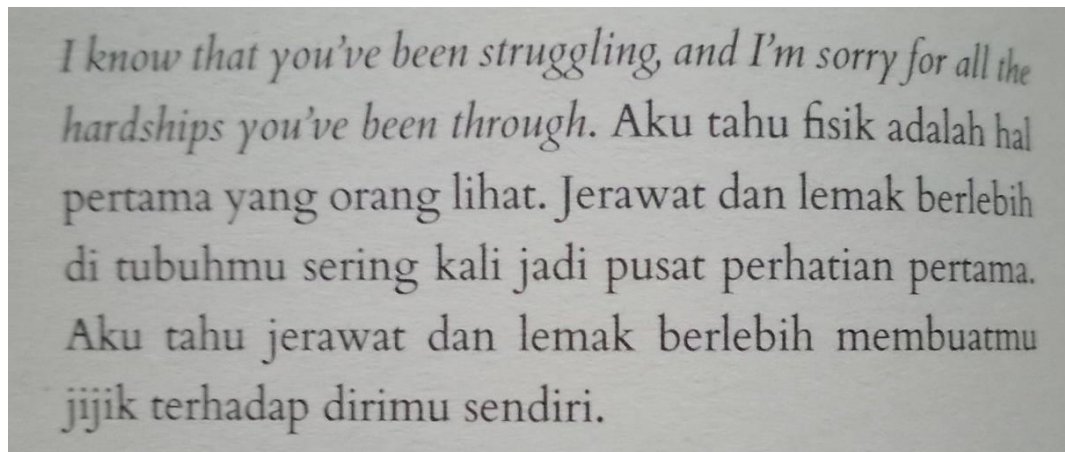 I know that you’ve been struggling, and I’m sorry for all the
hardships you’ve been through. Aku tahu fisik adalah hal
pertama yang orang lihat. Jerawat dan lemak berlebih
di tubuhmu sering kali jadi pusat perhatian pertama.
Aku tahu jerawat dan lemak berlebih membuatmu
jijik terhadap dirimu sendiri.